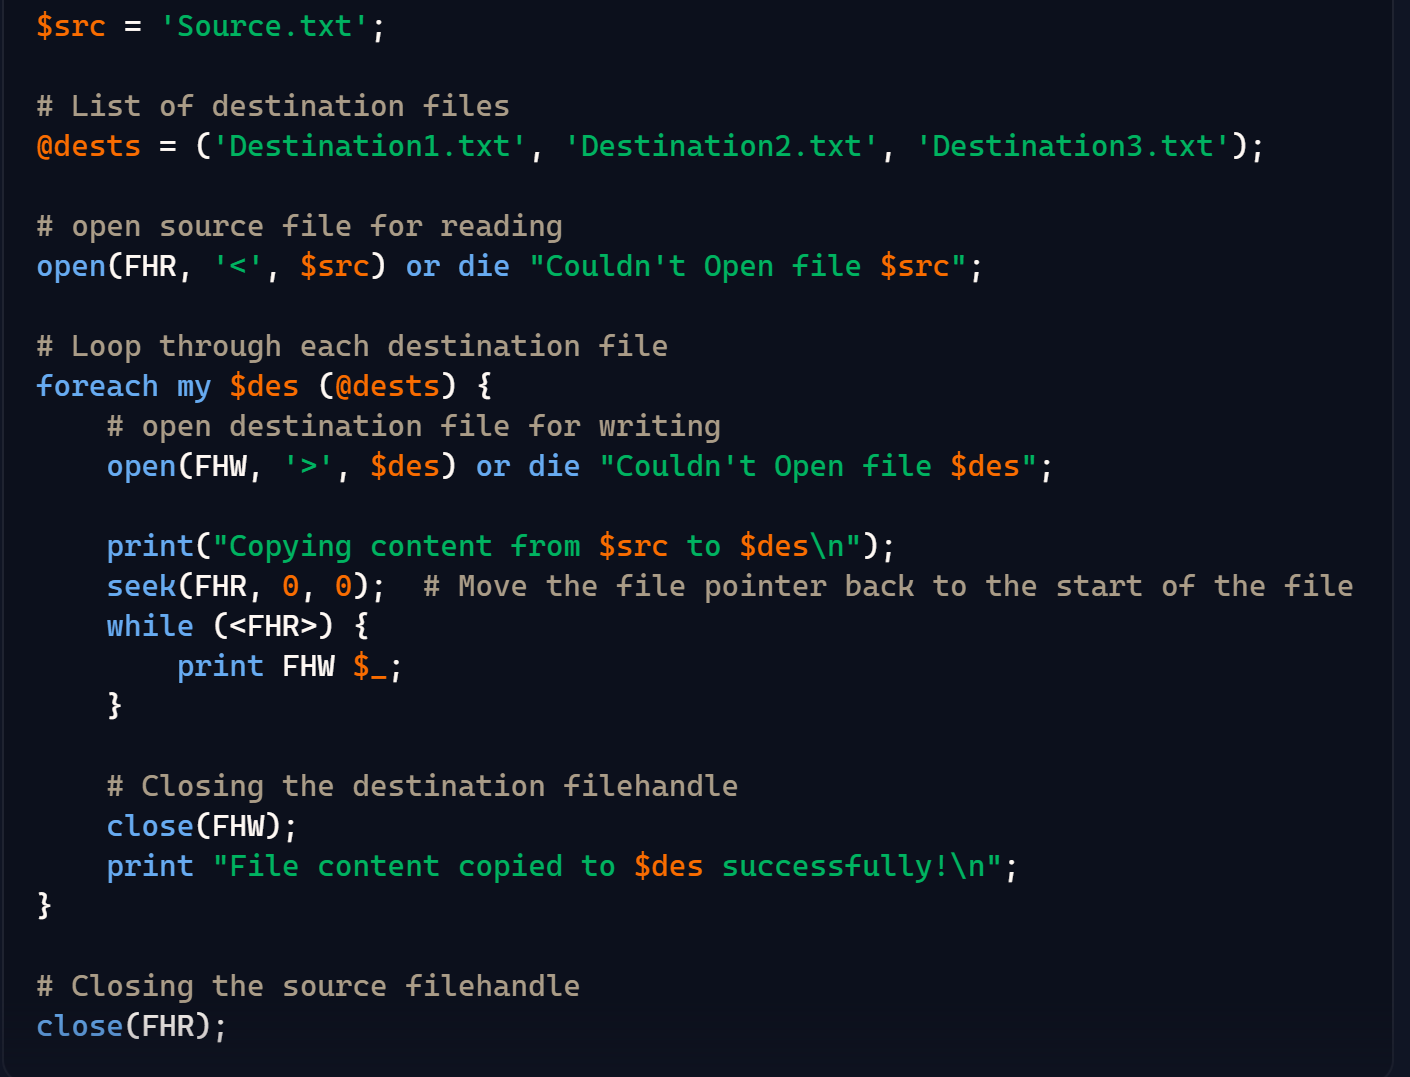 $src = 'Source.txt';

# List of destination files
@dests = ('Destination1.txt', 'Destination2.txt', 'Destination3.txt');

# open source file for reading
open(FHR, '<', $src) or die "Couldn't Open file $src";

# Loop through each destination file
foreach my $des (@dests) {
    # open destination file for writing
    open(FHW, '>', $des) or die "Couldn't Open file $des";

    print("Copying content from $src to $des\n");
    seek(FHR, 0, 0);  # Move the file pointer back to the start of the file
    while (<FHR>) {
        print FHW $_;
    }

    # Closing the destination filehandle
    close(FHW);
    print "File content copied to $des successfully!\n";
}

# Closing the source filehandle
close(FHR);